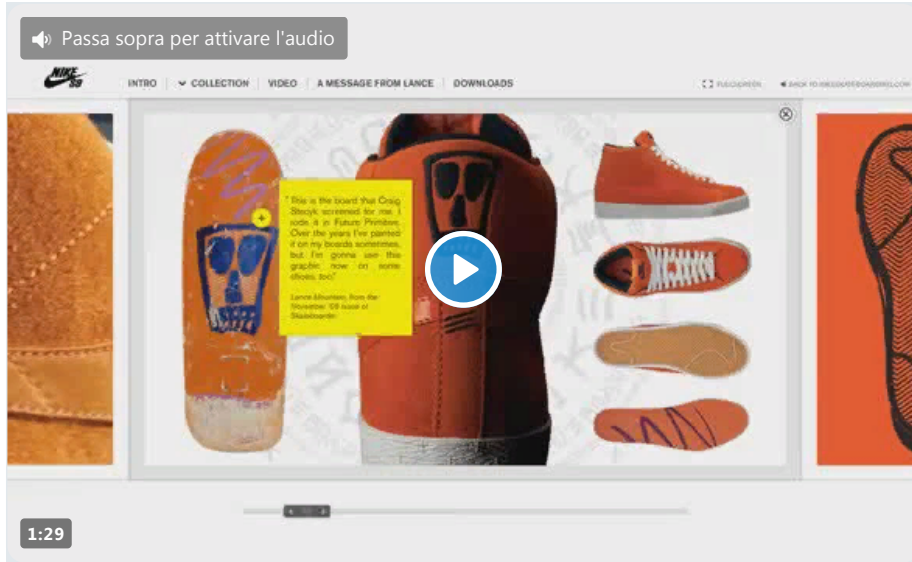 Passa sopra per attivare l'audio
NIKE SB
INTRO
COLLECTION
VIDEO
A MESSAGE FROM LANCE
DOWNLOADS
FULLSCREEN
"This is the board that Craig
Stecyk screened for me. I
rode it in Future Primitive.
Over the years I've painted
it on my boards sometimes,
but I'm gonna use this
graphic now on some
shoes, too."
Lance Mountain, from the
November '08 issue of
Skateboarder
1:29